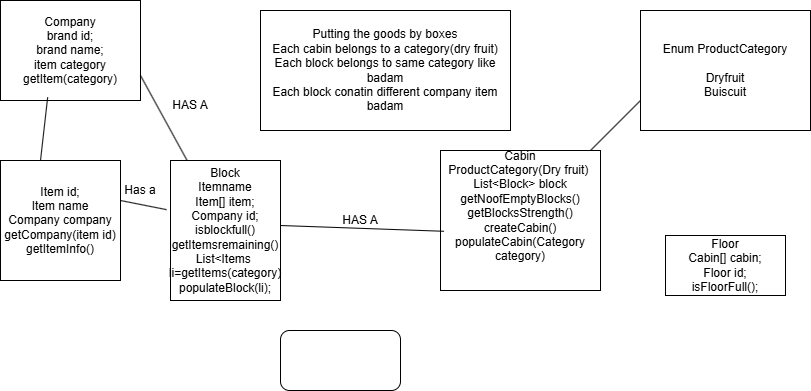 Company
brand id;
brand name;
item category
getItem(category)
Putting the goods by boxes
Each cabin belongs to a category(dry fruit)
Each block belongs to same category like
badam
Each block conatin different company item
badam
Enum ProductCategory
Dryfruit
Buiscuit
HAS A
Item id;
Item name
Company company
getCompany(item id)
getItemInfo()
Has a
Block
Itemname
Item[] item;
Company id;
isblockfull()
getItemsremaining()
List<Items
li=getItems(category)
populateBlock(li);
HAS A
Cabin
ProductCategory(Dry fruit)
List<Block> block
getNoofEmptyBlocks()
getBlocksStrength()
createCabin()
populateCabin(Category
category)
Floor
Cabin[] cabin;
Floor id;
isFloorFull();